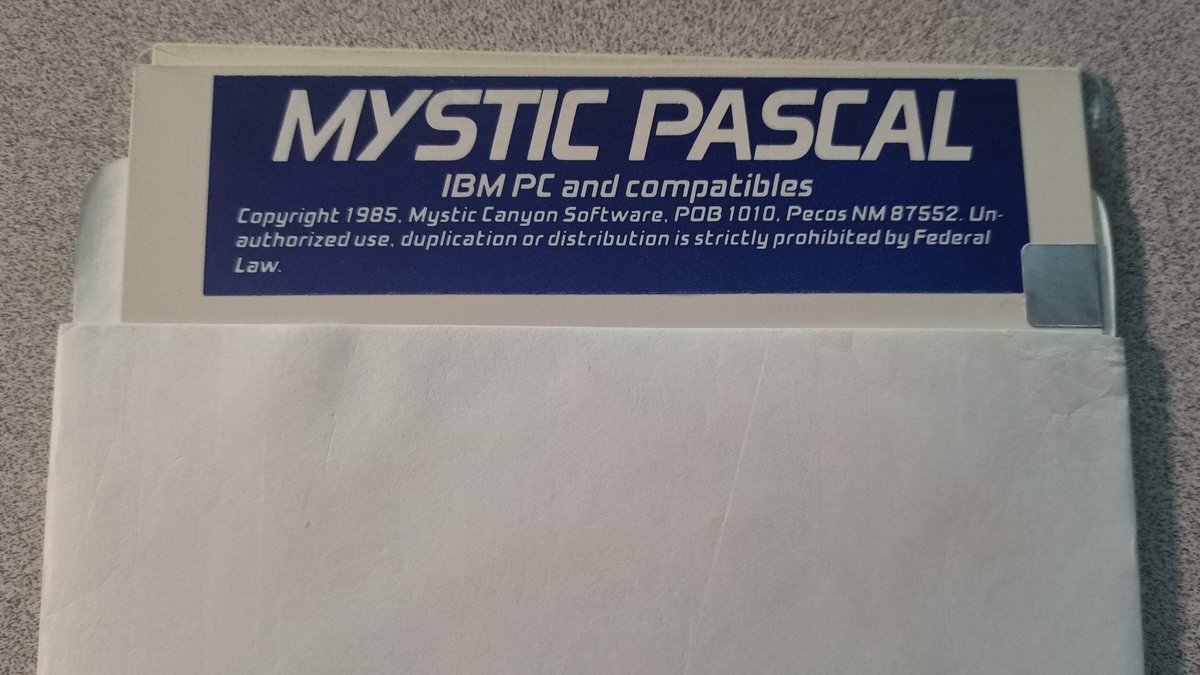 MYSTIC PASCAL
IBM PC and compatibles
Copyright 1985, Mystic Canyon Software, POB 1010, Pecos NM 87552. Un-
authorized use, duplication or distribution is strictly prohibited by Federal
Law.